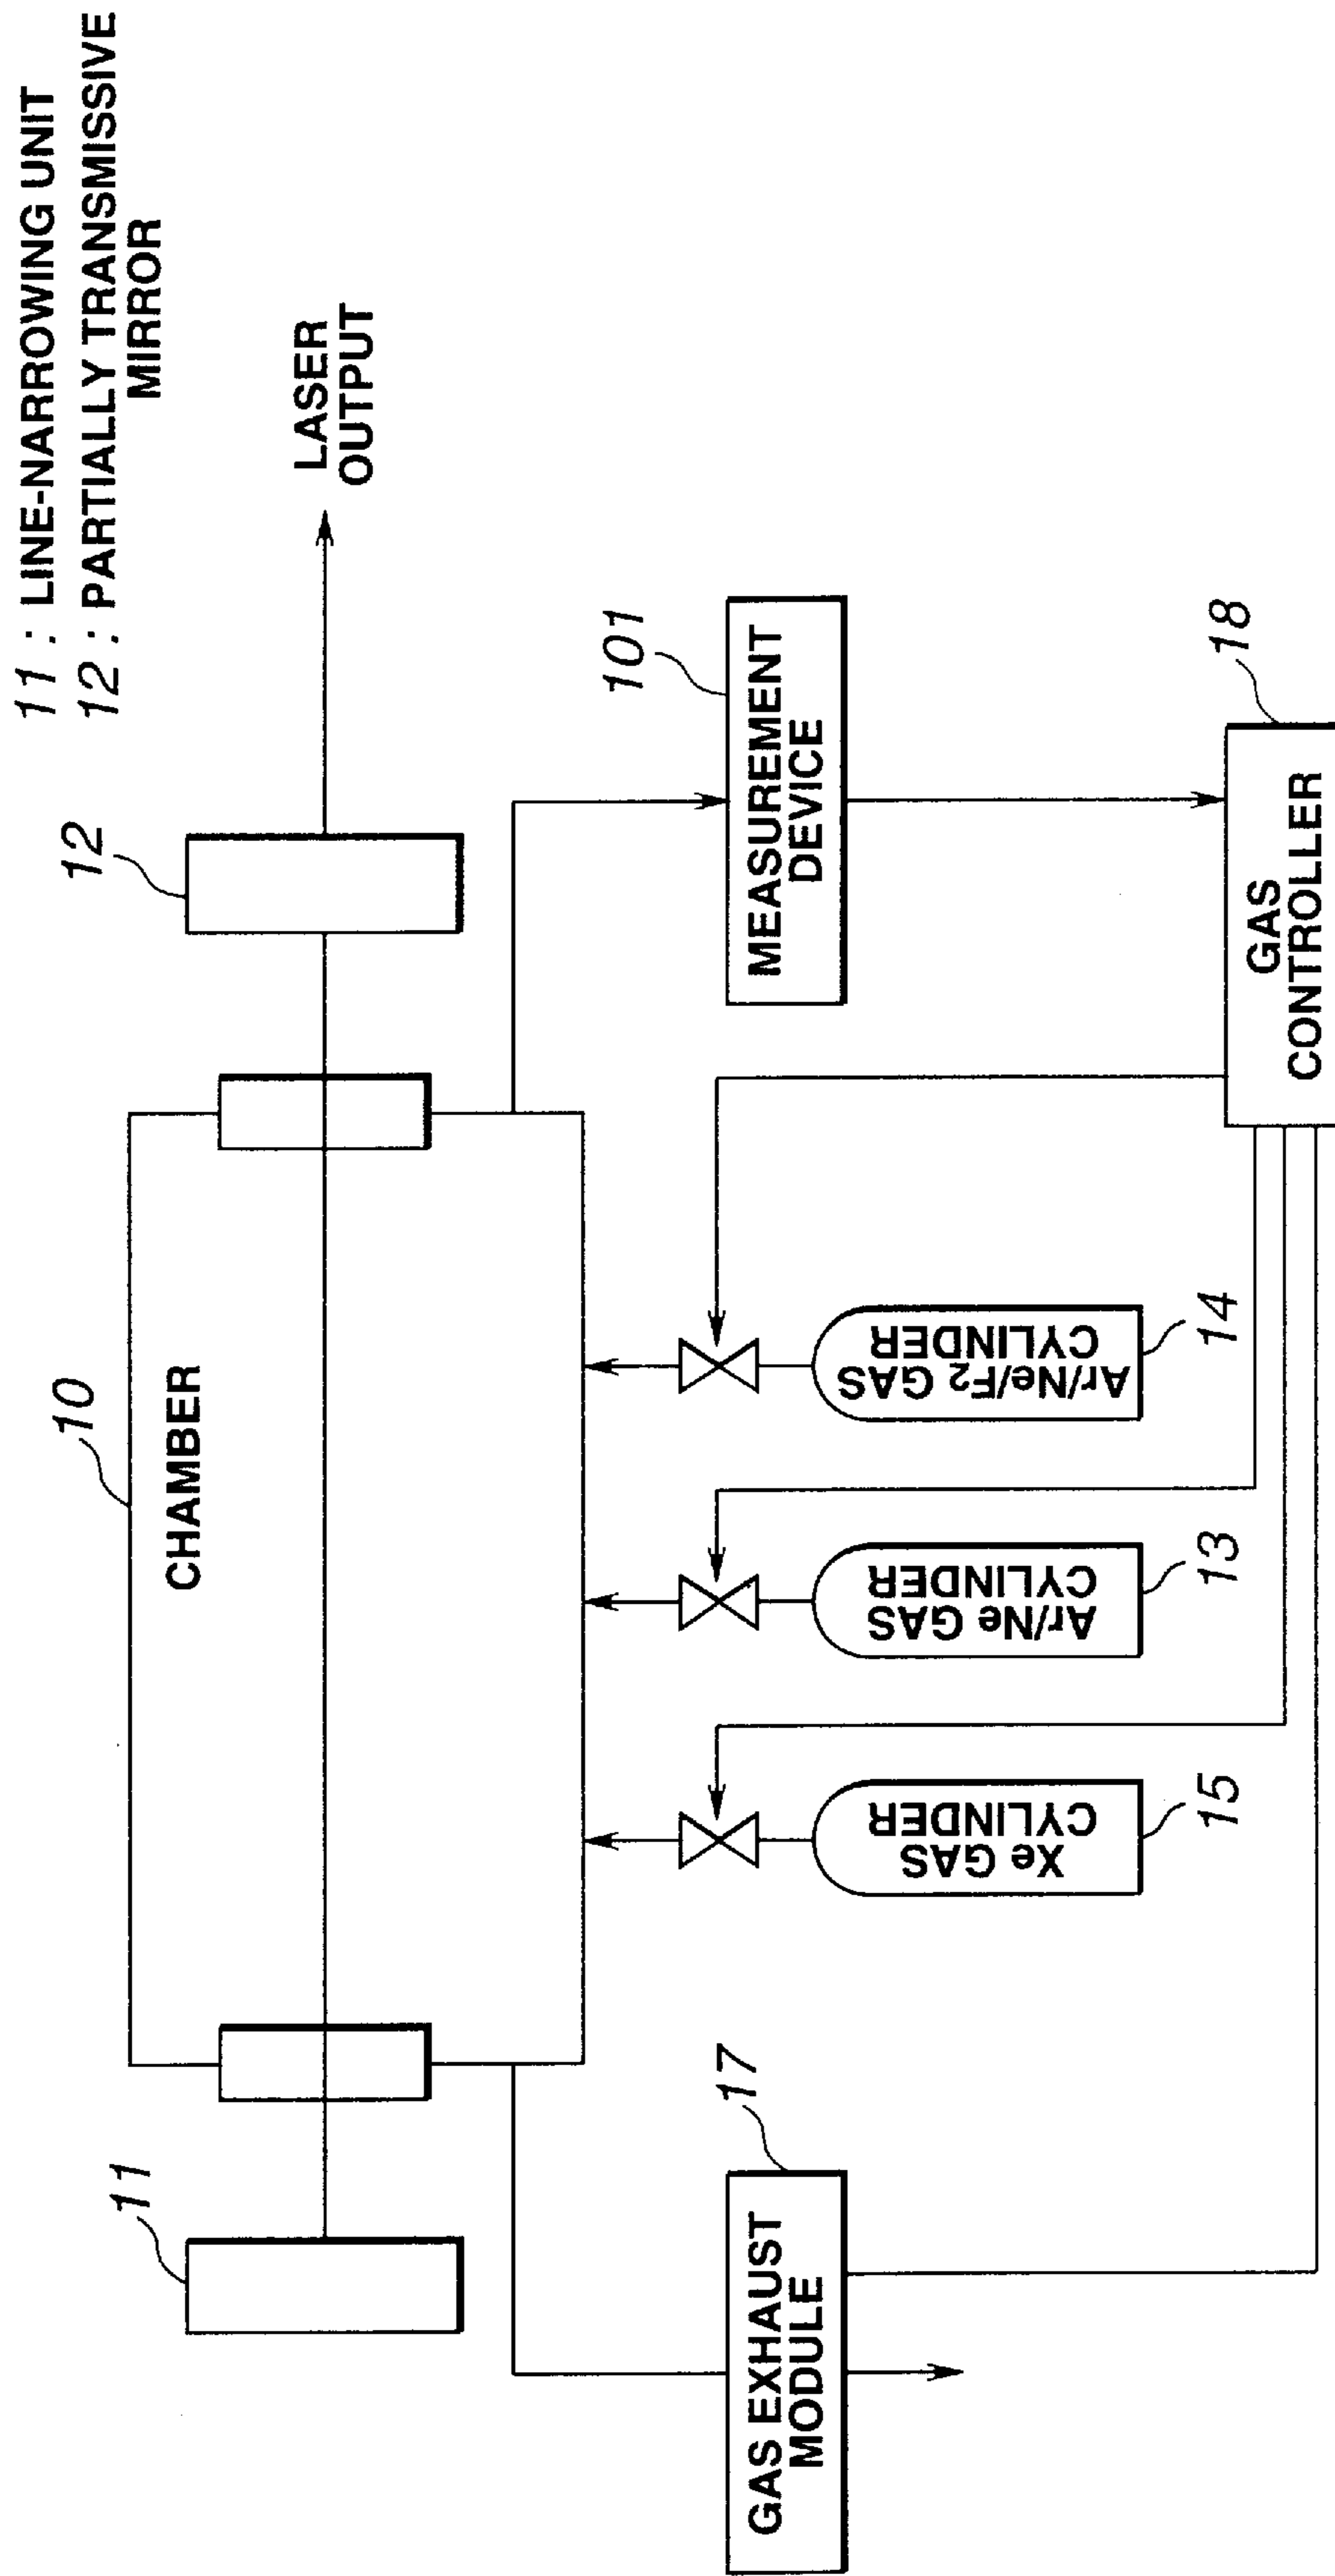 11 : LINE-NARROWING UNIT
12 : PARTIALLY TRANSMISSIVE
MIRROR
11
12
LASER
OUTPUT
10
CHAMBER
17
GAS EXHAUST
MODULE
15
Xe GAS
CYLINDER
13
Ar/Ne GAS
CYLINDER
14
Ar/Ne/F₂ GAS
CYLINDER
101
MEASUREMENT
DEVICE
18
GAS
CONTROLLER